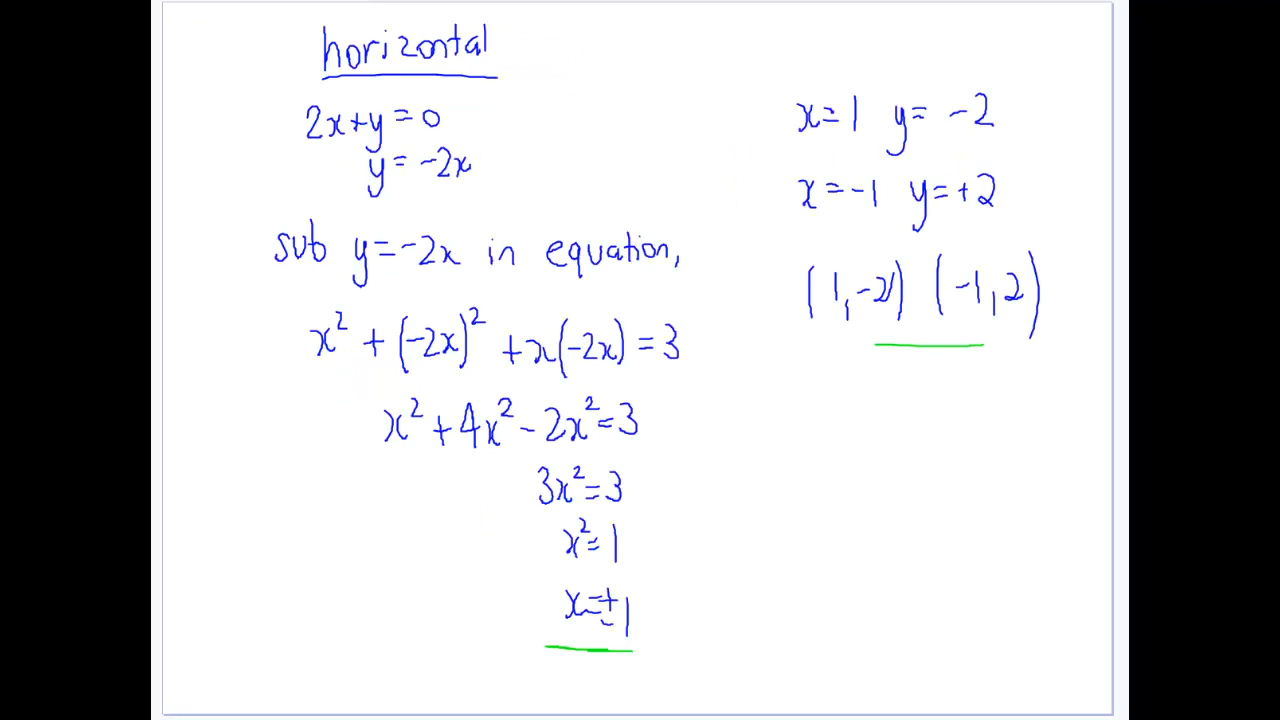 horizontal
2x+y=0
y=-2x
sub y=-2x in equation,
x²+(-2x)²+x(-2x)=3
x²+4x²-2x²=3
3x²=3
x²=1
x=±1
x=1 y=-2
x=-1 y=+2
(1,-2) (-1,2)